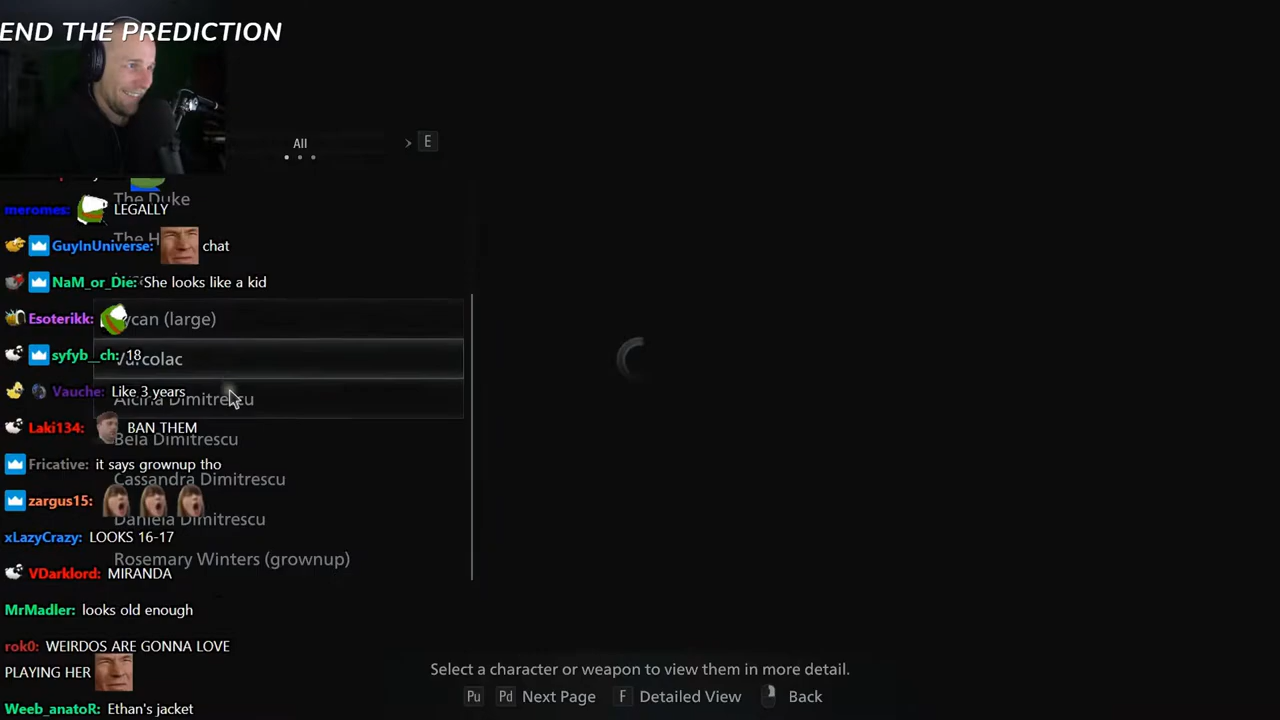 END THE PREDICTION
All
E
The Duke
meromes: LEGALLY
The H
GuyInUniverse: chat
NaM_or_Die: She looks like a kid
Esoterikk:
ycan (large)
syfyb__ch: 18
Varcolac
Vauche: Like 3 years
Alcina Dimitrescu
Laki134: BAN THEM
Bela Dimitrescu
Fricative: it says grownup tho
Cassandra Dimitrescu
zargus15:
Daniela Dimitrescu
xLazyCrazy: LOOKS 16-17
Rosemary Winters (grownup)
VDarklord: MIRANDA
MrMadler: looks old enough
rok0: WEIRDOS ARE GONNA LOVE
PLAYING HER
Weeb_anatoR: Ethan's jacket
Select a character or weapon to view them in more detail.
Pu Pd Next Page F Detailed View Back